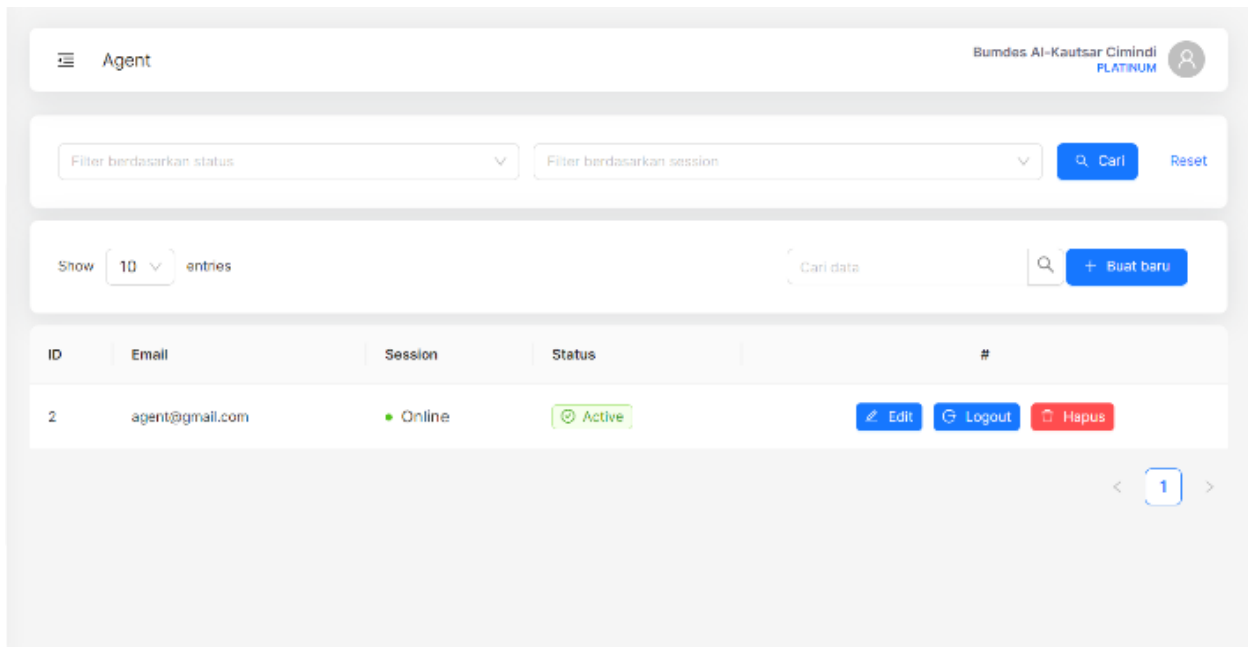 Agent
Bumdes Al-Kautsar Cimindi
PLATINUM
Filter berdasarkan status
Filter berdasarkan session
Cari
Reset
Show 10 entries
Cari data
+ Buat baru
ID Email Session Status #
2 agent@gmail.com Online Active Edit Logout Hapus
< 1 >